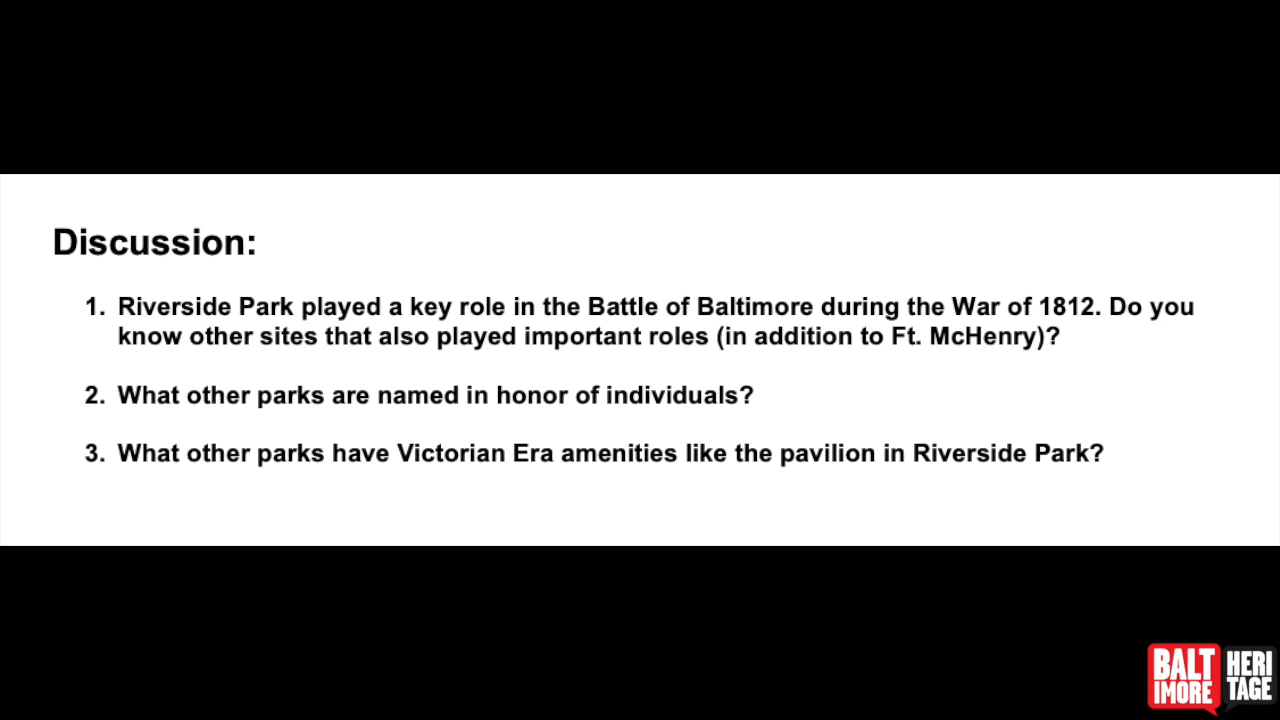 Discussion:
1. Riverside Park played a key role in the Battle of Baltimore during the War of 1812. Do you
know other sites that also played important roles (in addition to Ft. McHenry)?
2. What other parks are named in honor of individuals?
3. What other parks have Victorian Era amenities like the pavilion in Riverside Park?
BALT
IMORE
HERI
TAGE